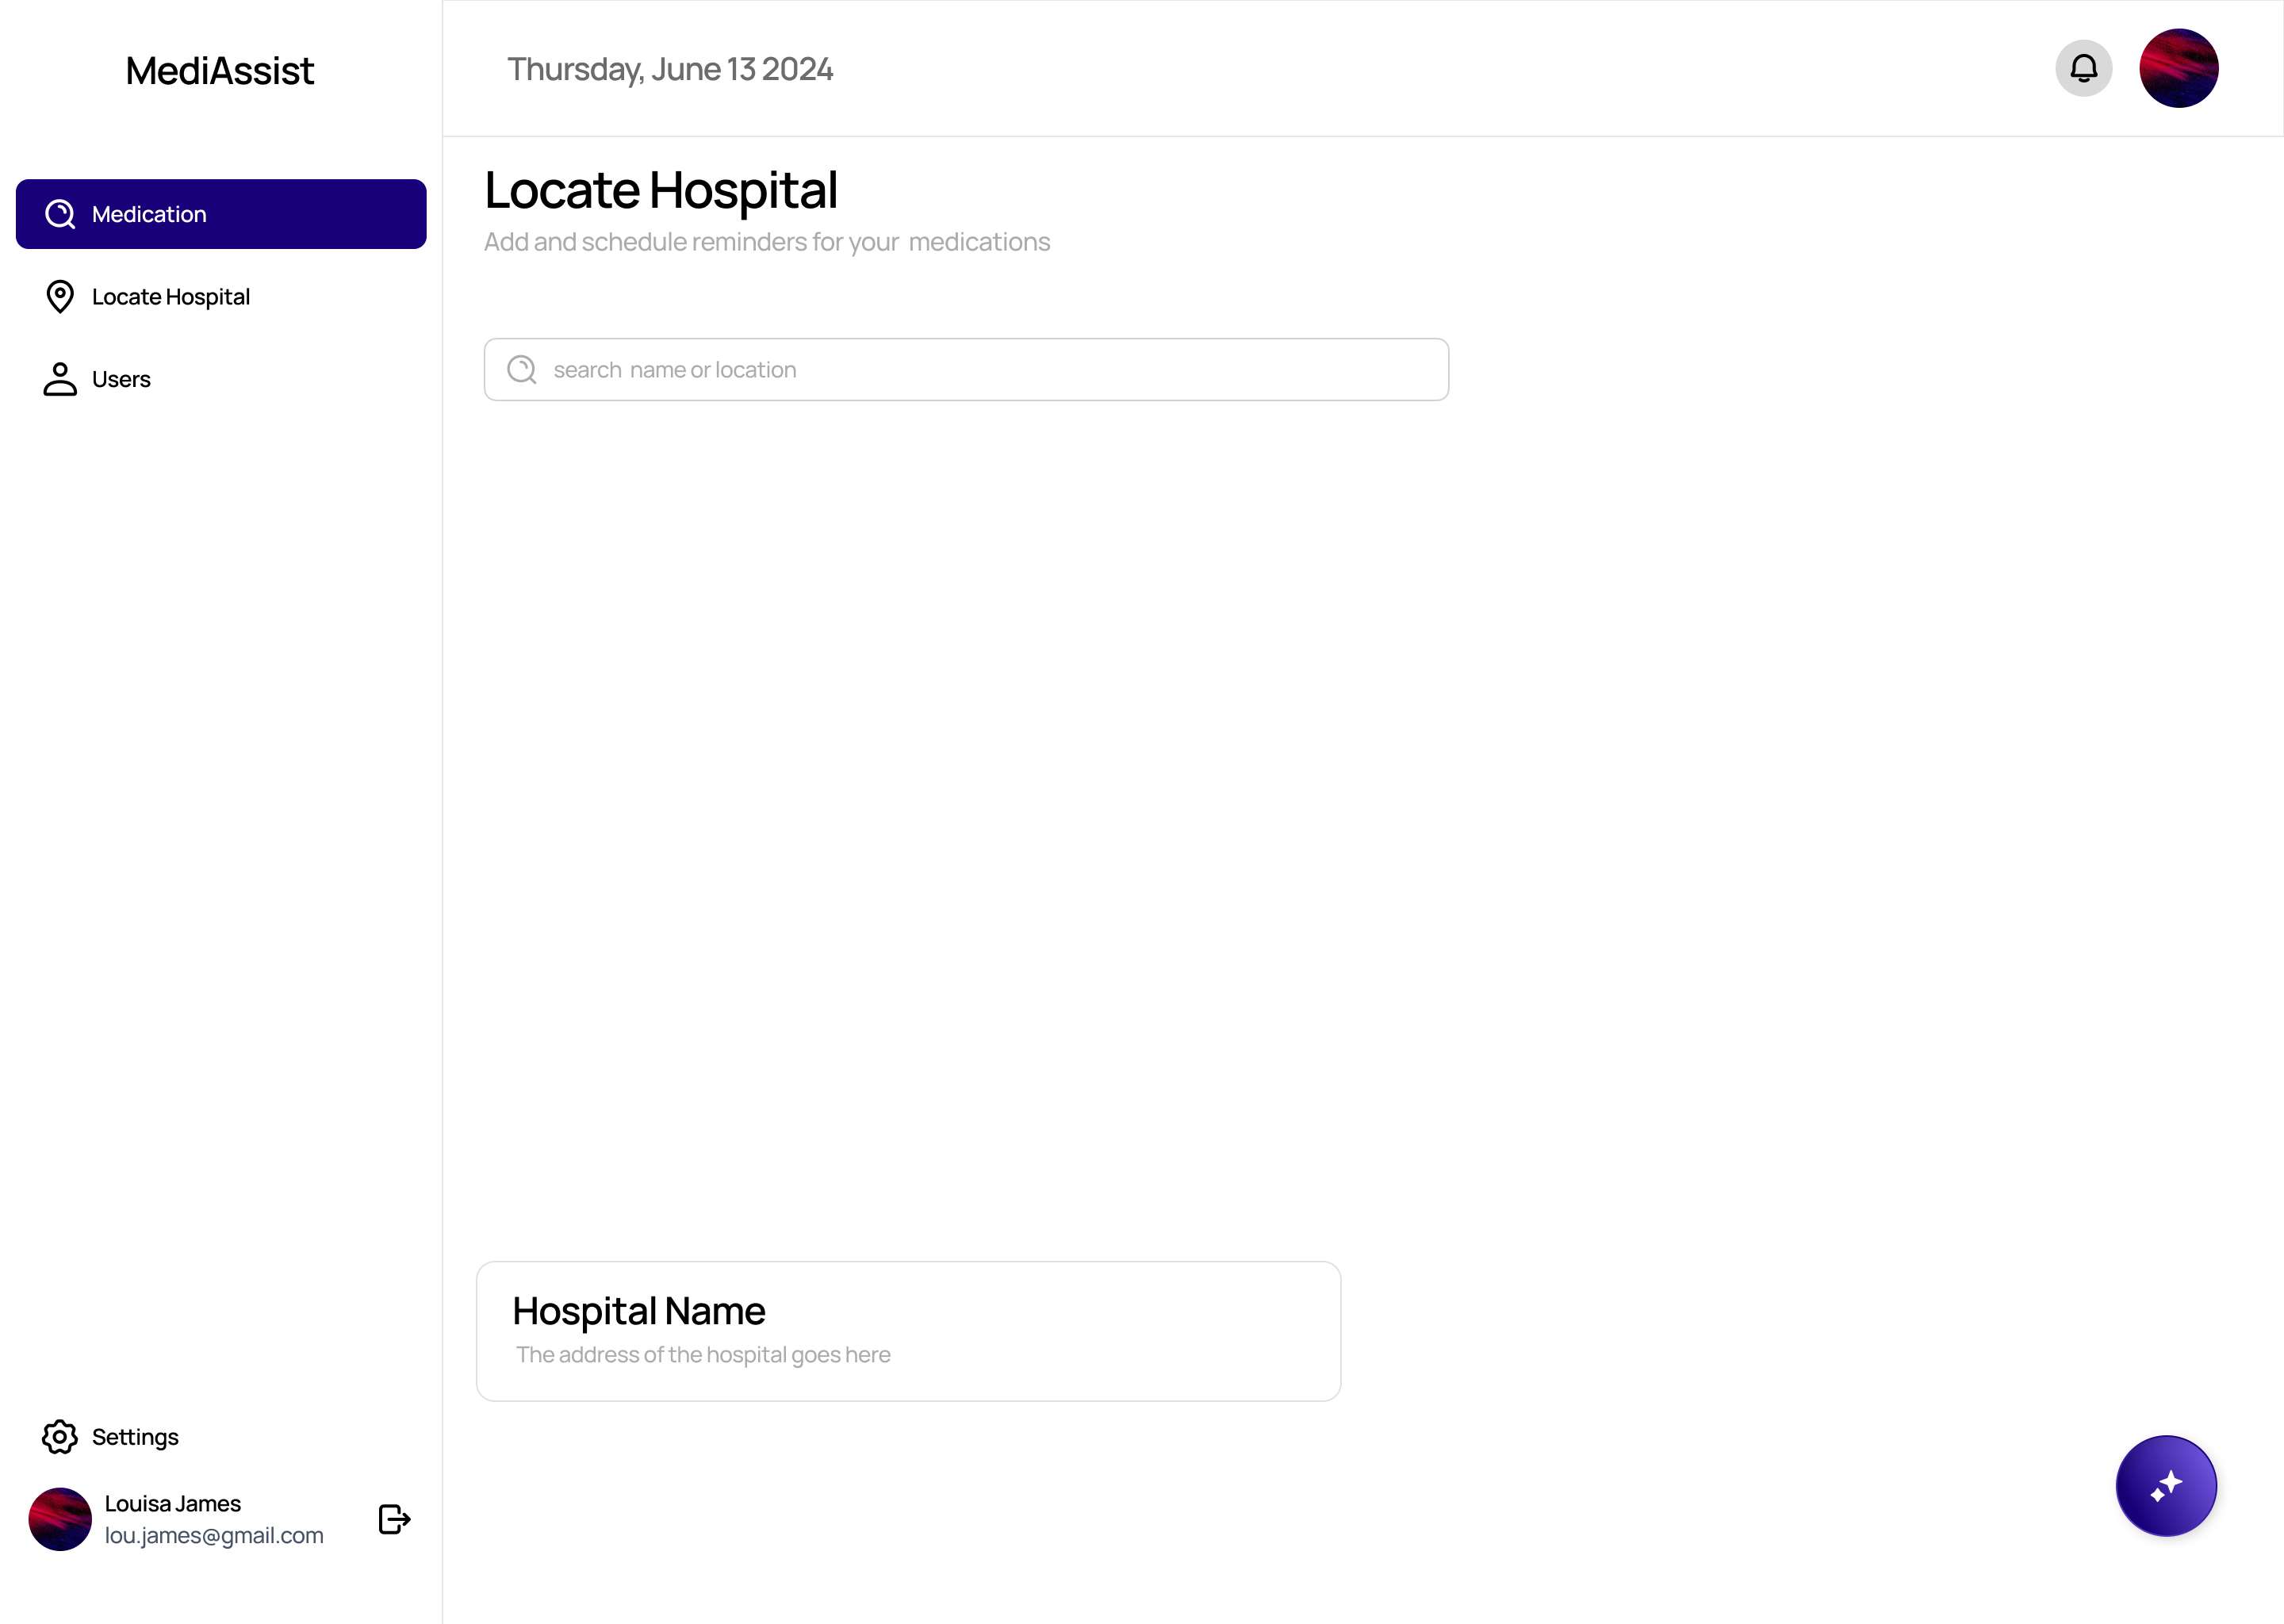 MediAssist
Thursday, June 13 2024
Medication
Locate Hospital
Users
Locate Hospital
Add and schedule reminders for your  medications
search  name or location
Hospital Name
The address of the hospital goes here
Settings
Louisa James
lou.james@gmail.com